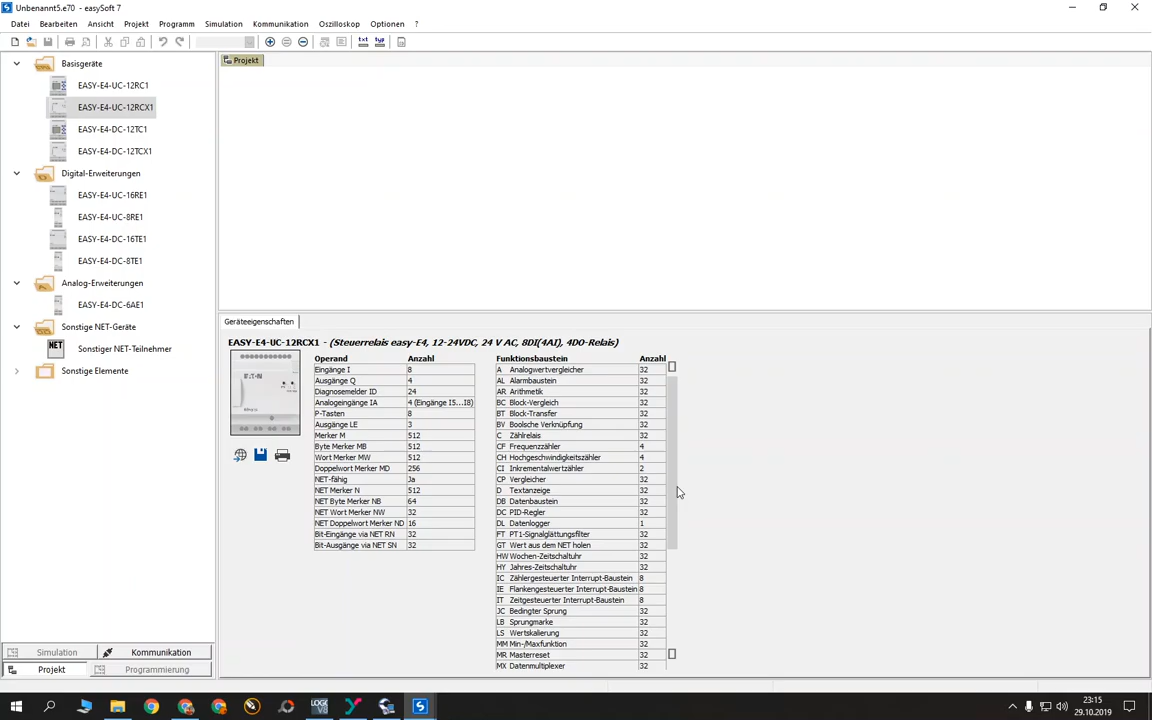 Unbenannt5.e70 - easySoft 7
Datei Bearbeiten Ansicht Projekt Programm Simulation Kommunikation Oszilloskop Optionen ?
txt typ
Basisgeräte
EASY-E4-UC-12RC1
EASY-E4-UC-12RCX1
EASY-E4-DC-12TC1
EASY-E4-DC-12TCX1
Digital-Erweiterungen
EASY-E4-UC-16RE1
EASY-E4-UC-8RE1
EASY-E4-DC-16TE1
EASY-E4-DC-8TE1
Analog-Erweiterungen
EASY-E4-DC-6AE1
Sonstige NET-Geräte
NET Sonstiger NET-Teilnehmer
Sonstige Elemente
Simulation Kommunikation
Projekt Programmierung
Projekt
Geräteeigenschaften
EASY-E4-UC-12RCX1 - (Steuerrelais easy-E4, 12-24VDC, 24 V AC, 8DI(4AI), 4DO-Relais)
Operand Anzahl
Eingänge I 8
Ausgänge Q 4
Diagnosemelder ID 24
Analogeingänge IA 4 (Eingänge I5...I8)
P-Tasten 8
Ausgänge LE 3
Merker M 512
Byte Merker MB 512
Wort Merker MW 512
Doppelwort Merker MD 256
NET-fähig Ja
NET Merker N 512
NET Byte Merker NB 64
NET Wort Merker NW 32
NET Doppelwort Merker ND 16
Bit-Eingänge via NET RN 32
Bit-Ausgänge via NET SN 32
Funktionsbaustein Anzahl
A Analogwertvergleicher 32
AL Alarmbaustein 32
AR Arithmetik 32
BC Block-Vergleich 32
BT Block-Transfer 32
BV Boolsche Verknüpfung 32
C Zählrelais 32
CF Frequenzzähler 4
CH Hochgeschwindigkeitszähler 4
CI Inkrementalwertzähler 2
CP Vergleicher 32
D Textanzeige 32
DB Datenbaustein 32
DC PID-Regler 32
DL Datenlogger 1
FT PT1-Signalglättungsfilter 32
GT Wert aus dem NET holen 32
HW Wochen-Zeitschaltuhr 32
HY Jahres-Zeitschaltuhr 32
IC Zählergesteuerter Interrupt-Baustein 8
IE Flankengesteuerter Interrupt-Baustein 8
IT Zeitgesteuerter Interrupt-Baustein 8
JC Bedingter Sprung 32
LB Sprungmarke 32
LS Wertskalierung 32
MM Min-/Maxfunktion 32
MR Masterreset 32
MX Datenmultiplexer 32
23:15
29.10.2019